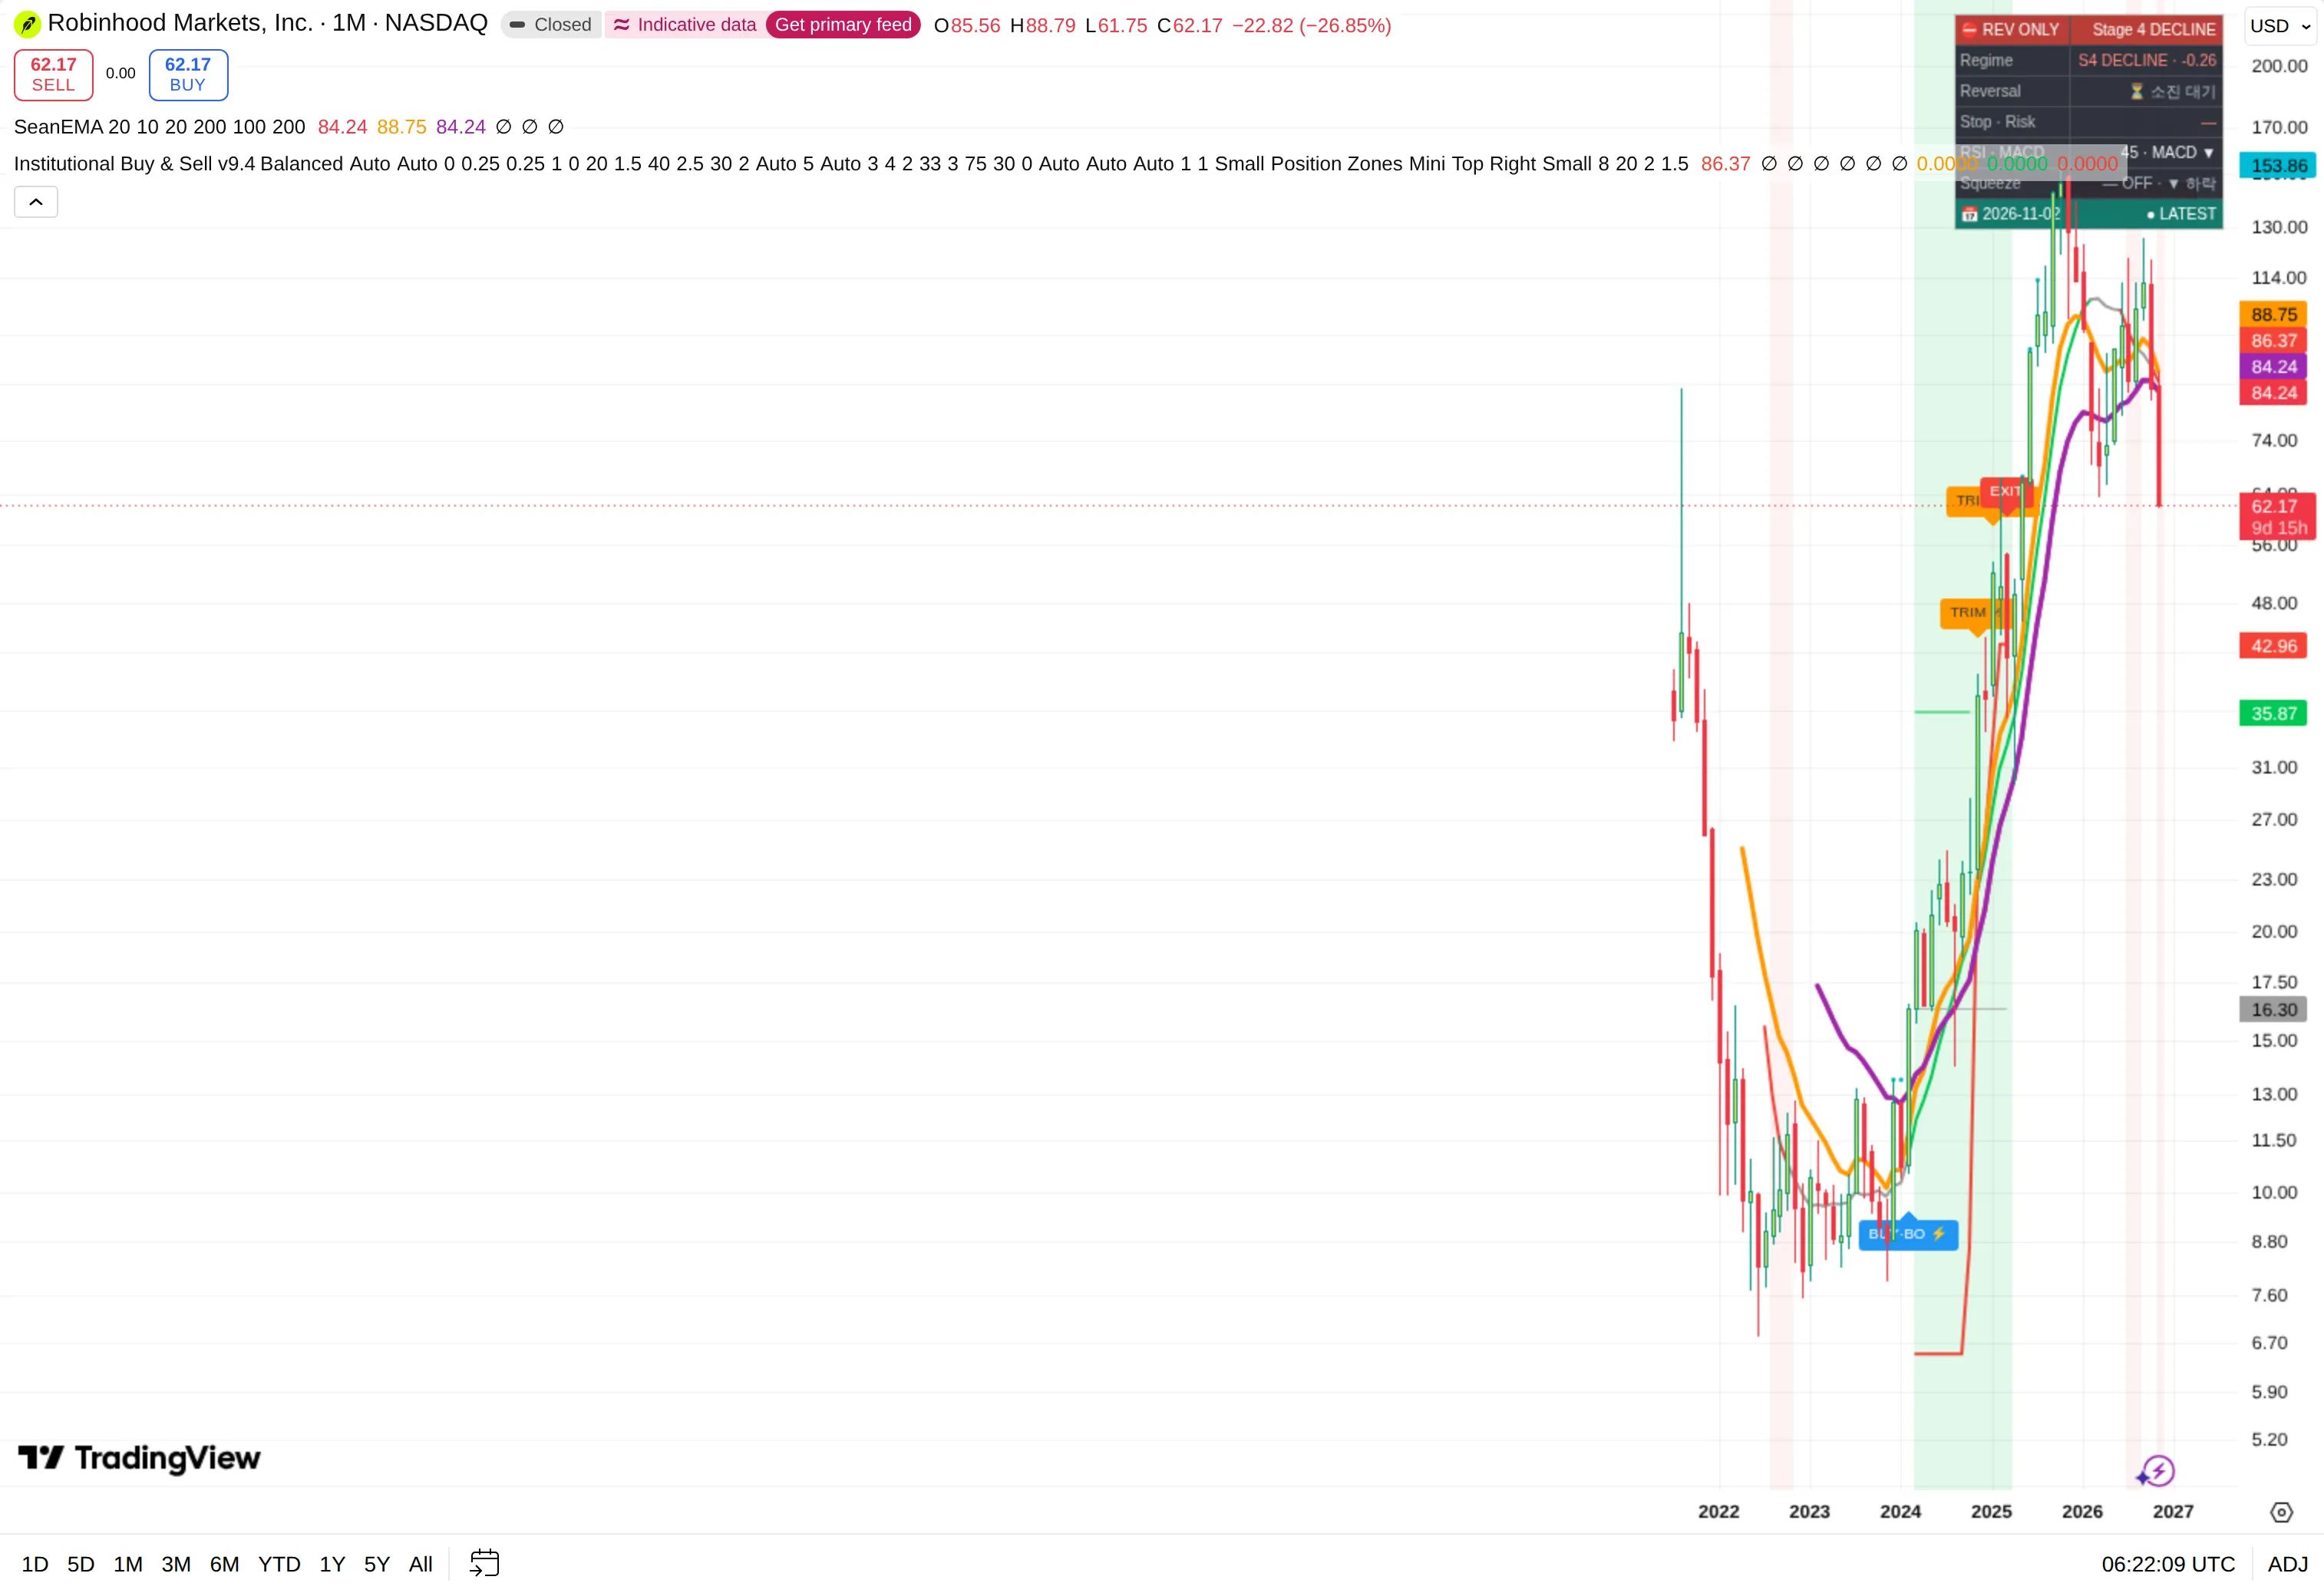 Robinhood Markets, Inc. · 1M · NASDAQ Closed Indicative data Get primary feed O85.56 H88.79 L61.75 C62.17 −22.82 (−26.85%)
62.17 SELL 0.00 62.17 BUY
SeanEMA 20 10 20 200 100 200 84.24 88.75 84.24 ∅ ∅ ∅
Institutional Buy & Sell v9.4 Balanced Auto Auto 0 0.25 0.25 1 0 20 1.5 40 2.5 30 2 Auto 5 Auto 3 4 2 33 3 75 30 0 Auto Auto Auto 1 1 Small Position Zones Mini Top Right Small 8 20 2 1.5 86.37 ∅ ∅ ∅ ∅ ∅ ∅ 0.0000 0.0000 0.0000
⛔ REV ONLY Stage 4 DECLINE
Regime S4 DECLINE · -0.26
Reversal ⏳ 소진 대기
Stop · Risk —
RSI · MACD 45 · MACD ▼
Squeeze — OFF · ▼ 하락
📅 2026-11-02 ● LATEST
USD
200.00
170.00
153.86
130.00
114.00
88.75
86.37
84.24
84.24
74.00
62.17
9d 15h
56.00
48.00
42.96
35.87
31.00
27.00
23.00
20.00
17.50
16.30
15.00
13.00
11.50
10.00
8.80
7.60
6.70
5.90
5.20
EXIT
TRIM
BUY·BO ⚡
TradingView
2022 2023 2024 2025 2026 2027
1D 5D 1M 3M 6M YTD 1Y 5Y All 06:22:09 UTC ADJ